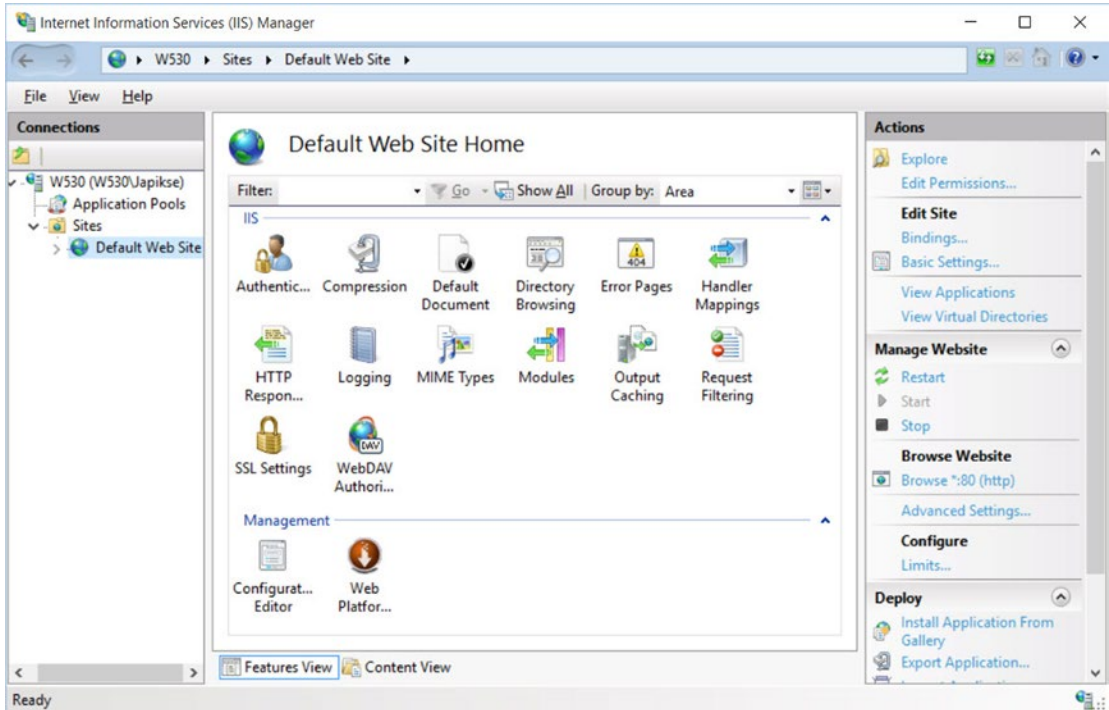 Internet Information Services (IIS) Manager
W530 Sites Default Web Site
File View Help
Connections
W530 (W530\Japikse)
Application Pools
Sites
Default Web Site
Default Web Site Home
Filter: Go Show All Group by: Area
IIS
Authentic... Compression Default Document Directory Browsing Error Pages Handler Mappings
HTTP Respon... Logging MIME Types Modules Output Caching Request Filtering
SSL Settings WebDAV Authori...
Management
Configurat... Editor Web Platfor...
Features View Content View
Actions
Explore
Edit Permissions...
Edit Site
Bindings...
Basic Settings...
View Applications
View Virtual Directories
Manage Website
Restart
Start
Stop
Browse Website
Browse *:80 (http)
Advanced Settings...
Configure
Limits...
Deploy
Install Application From
Gallery
Export Application...
Ready